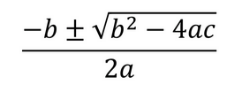 (−b ± √(b² − 4ac)) / 2a